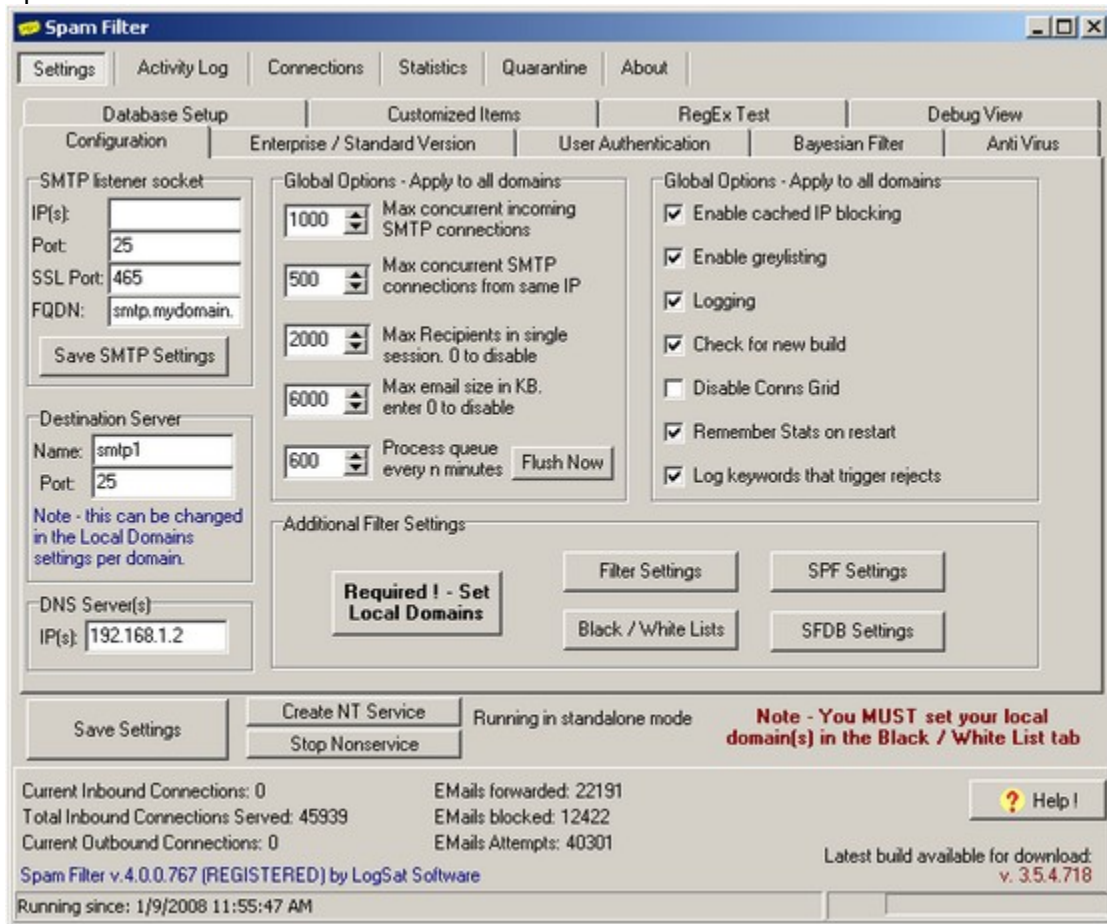 Spam Filter
Settings Activity Log Connections Statistics Quarantine About
Database Setup Customized Items RegEx Test Debug View
Configuration Enterprise / Standard Version User Authentication Bayesian Filter Anti Virus
SMTP listener socket
IP(s):
Port: 25
SSL Port: 465
FQDN: smtp.mydomain.
Save SMTP Settings
Destination Server
Name: smtp1
Port: 25
Note - this can be changed
in the Local Domains
settings per domain.
DNS Server(s)
IP(s): 192.168.1.2
Global Options - Apply to all domains
1000 Max concurrent incoming
SMTP connections
500 Max concurrent SMTP
connections from same IP
2000 Max Recipients in single
session. 0 to disable
6000 Max email size in KB.
enter 0 to disable
600 Process queue
every n minutes Flush Now
Global Options - Apply to all domains
Enable cached IP blocking
Enable greylisting
Logging
Check for new build
Disable Conns Grid
Remember Stats on restart
Log keywords that trigger rejects
Additional Filter Settings
Required ! - Set
Local Domains
Filter Settings SPF Settings
Black / White Lists SFDB Settings
Save Settings
Create NT Service
Stop Nonservice
Running in standalone mode
Note - You MUST set your local
domain(s) in the Black / White List tab
Current Inbound Connections: 0 EMails forwarded: 22191
Total Inbound Connections Served: 45939 EMails blocked: 12422
Current Outbound Connections: 0 EMails Attempts: 40301
Help !
Spam Filter v.4.0.0.767 (REGISTERED) by LogSat Software
Latest build available for download:
v. 3.5.4.718
Running since: 1/9/2008 11:55:47 AM